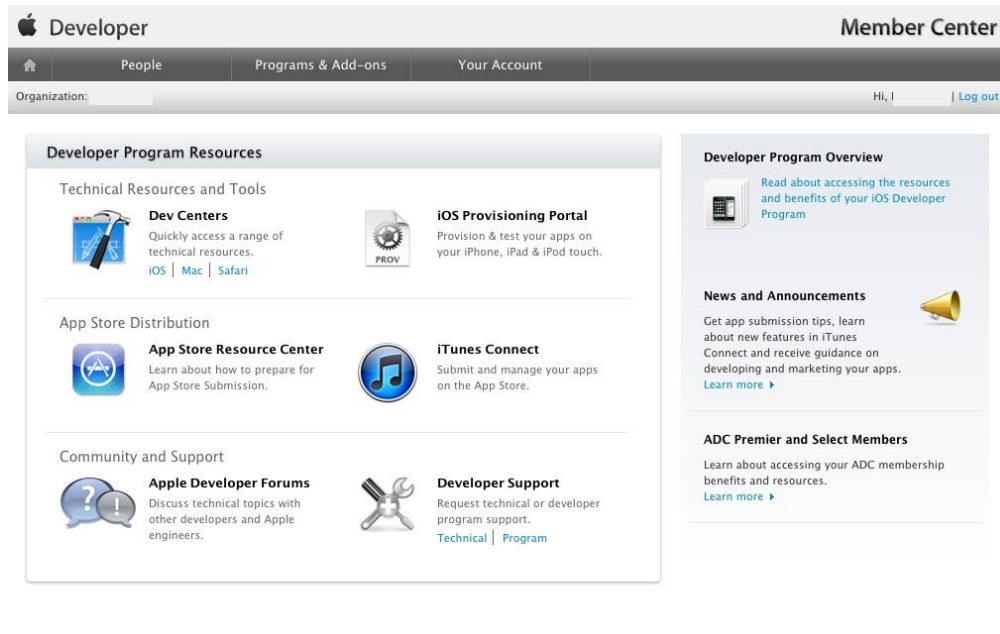 Developer
Member Center
People
Programs & Add-ons
Your Account
Organization:
Hi, l
| Log out
Developer Program Resources
Technical Resources and Tools
Dev Centers
Quickly access a range of
technical resources.
iOS | Mac | Safari
PROV
iOS Provisioning Portal
Provision & test your apps on
your iPhone, iPad & iPod touch.
App Store Distribution
App Store Resource Center
Learn about how to prepare for
App Store Submission.
iTunes Connect
Submit and manage your apps
on the App Store.
Community and Support
Apple Developer Forums
Discuss technical topics with
other developers and Apple
engineers.
Developer Support
Request technical or developer
program support.
Technical | Program
Developer Program Overview
Read about accessing the resources
and benefits of your iOS Developer
Program
News and Announcements
Get app submission tips, learn
about new features in iTunes
Connect and receive guidance on
developing and marketing your apps.
Learn more
ADC Premier and Select Members
Learn about accessing your ADC membership
benefits and resources.
Learn more